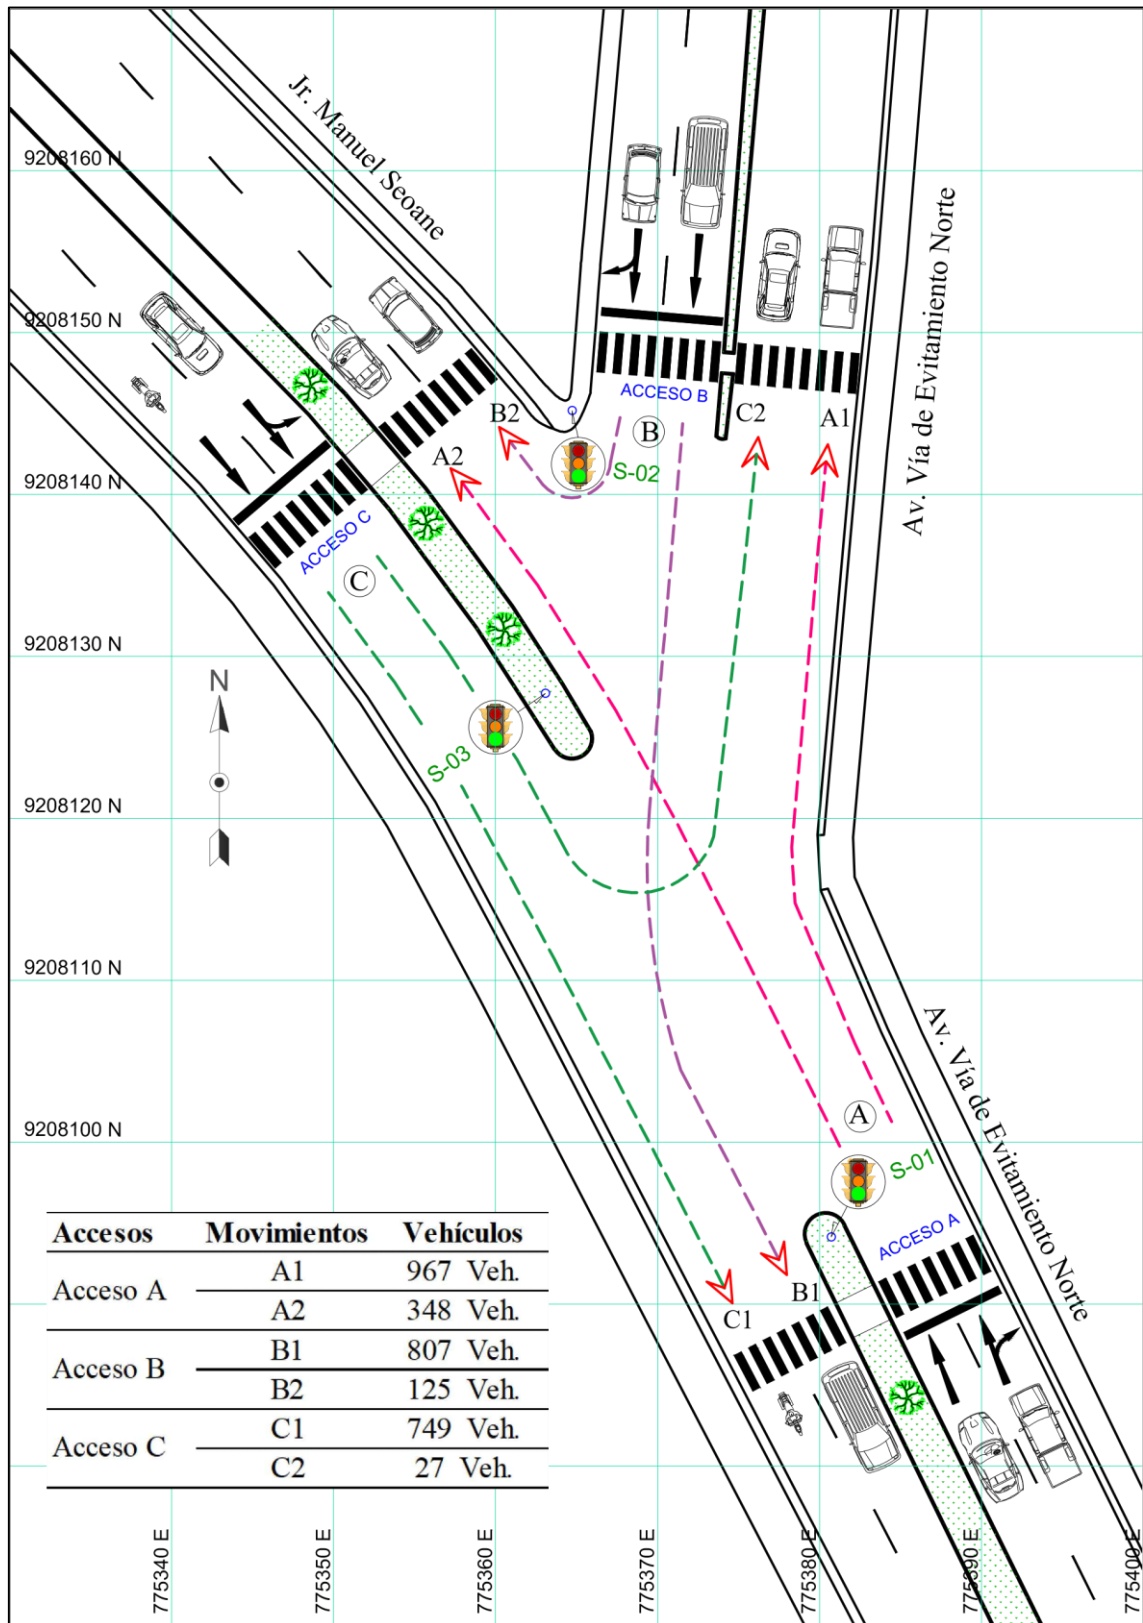 Jr. Manuel Seoane
9208160 N
Av. Vía de Evitamiento Norte
9208150 N
ACCESO B
B2
B
C2
A1
A2
S-02
9208140 N
ACCESO C
C
9208130 N
N
S-03
9208120 N
9208110 N
Av. Vía de Evitamiento Norte
A
9208100 N
S-01
ACCESO A
B1
C1
Accesos Movimientos Vehículos
Acceso A A1 967 Veh.
A2 348 Veh.
Acceso B B1 807 Veh.
B2 125 Veh.
Acceso C C1 749 Veh.
C2 27 Veh.
775340 E
775350 E
775360 E
775370 E
775380 E
775390 E
775400 E